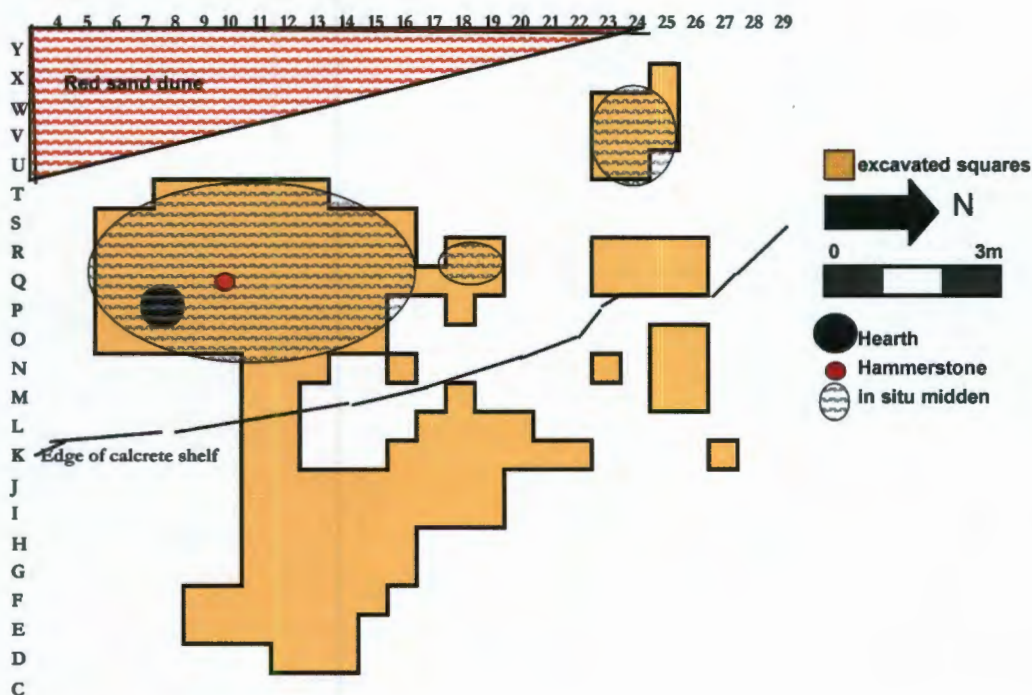 4 5 6 7 8 9 10 11 12 13 14 15 16 17 18 19 20 21 22 23 24 25 26 27 28 29
Y
X
Red sand dune
W
V
U
excavated squares
T
N
S
R
0 3m
Q
P
O
Hearth
N
Hammerstone
M
in situ midden
L
K
Edge of calcrete shelf
J
I
H
G
F
E
D
C